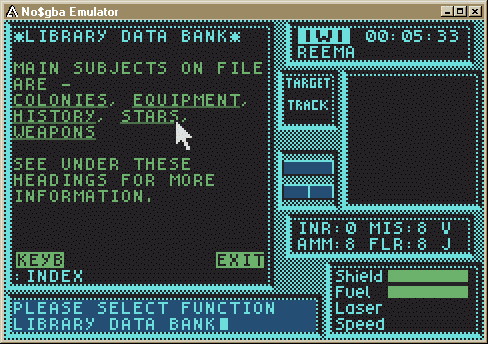 No$gba Emulator
*LIBRARY DATA BANK*
MAIN SUBJECTS ON FILE
ARE -
COLONIES, EQUIPMENT,
HISTORY, STARS,
WEAPONS
SEE UNDER THESE
HEADINGS FOR MORE
INFORMATION.
KEYB EXIT
:INDEX
PLEASE SELECT FUNCTION
LIBRARY DATA BANK
00:05:33
REEMA
TARGET
TRACK
INR:0 MIS:8 V
AMM:8 FLR:8 J
Shield
Fuel
Laser
Speed